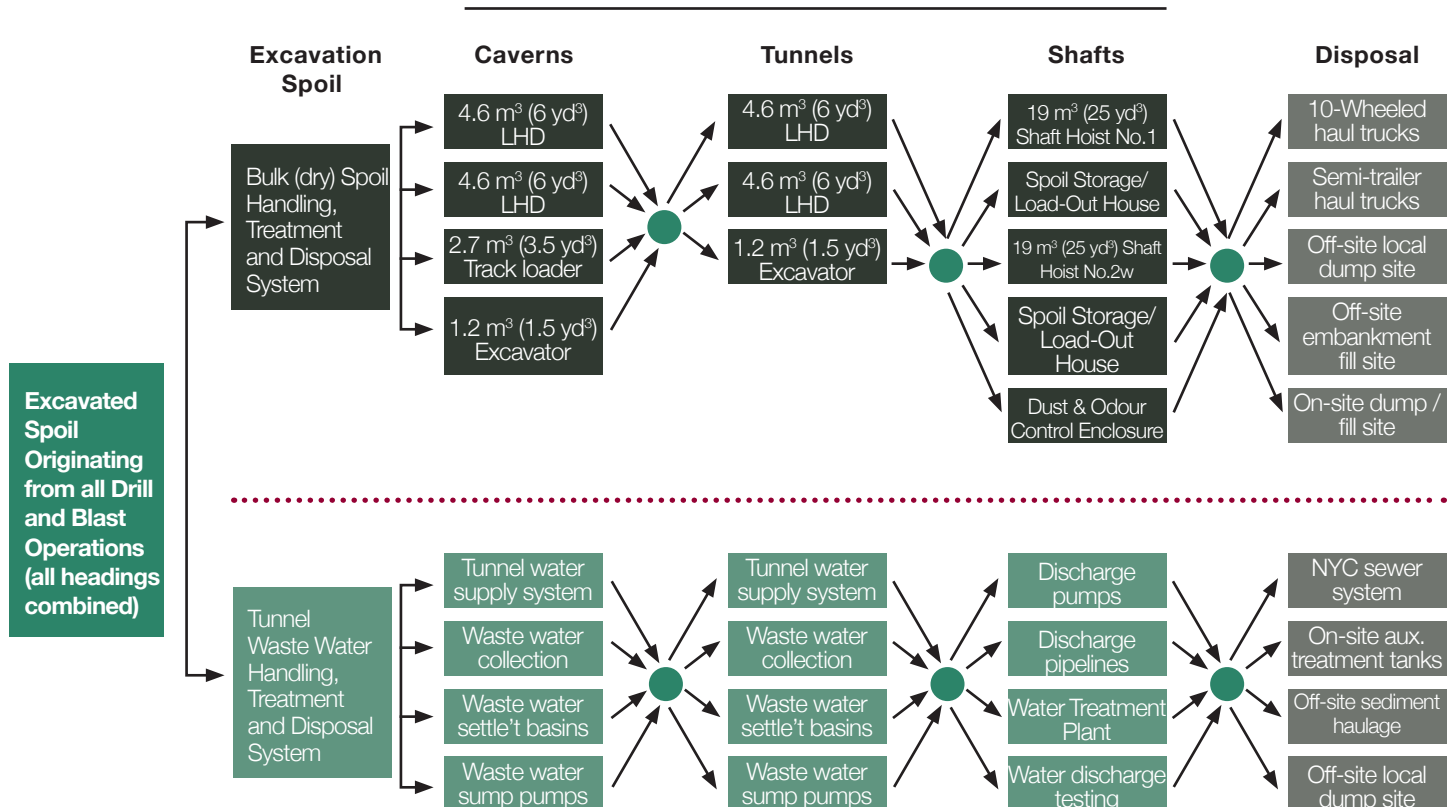 Excavation
Spoil
Caverns
Tunnels
Shafts
Disposal
Excavated
Spoil
Originating
from all Drill
and Blast
Operations
(all headings
combined)
Bulk (dry) Spoil
Handling,
Treatment
and Disposal
System
4.6 m³ (6 yd³)
LHD
4.6 m³ (6 yd³)
LHD
2.7 m³ (3.5 yd³)
Track loader
1.2 m³ (1.5 yd³)
Excavator
4.6 m³ (6 yd³)
LHD
4.6 m³ (6 yd³)
LHD
1.2 m³ (1.5 yd³)
Excavator
19 m³ (25 yd³)
Shaft Hoist No.1
Spoil Storage/
Load-Out House
19 m³ (25 yd³) Shaft
Hoist No.2w
Spoil Storage/
Load-Out
House
Dust & Odour
Control Enclosure
10-Wheeled
haul trucks
Semi-trailer
haul trucks
Off-site local
dump site
Off-site
embankment
fill site
On-site dump /
fill site
Tunnel
Waste Water
Handling,
Treatment
and Disposal
System
Tunnel water
supply system
Waste water
collection
Waste water
settle’t basins
Waste water
sump pumps
Tunnel water
supply system
Waste water
collection
Waste water
settle’t basins
Waste water
sump pumps
Discharge
pumps
Discharge
pipelines
Water Treatment
Plant
Water discharge
testing
NYC sewer
system
On-site aux.
treatment tanks
Off-site sediment
haulage
Off-site local
dump site